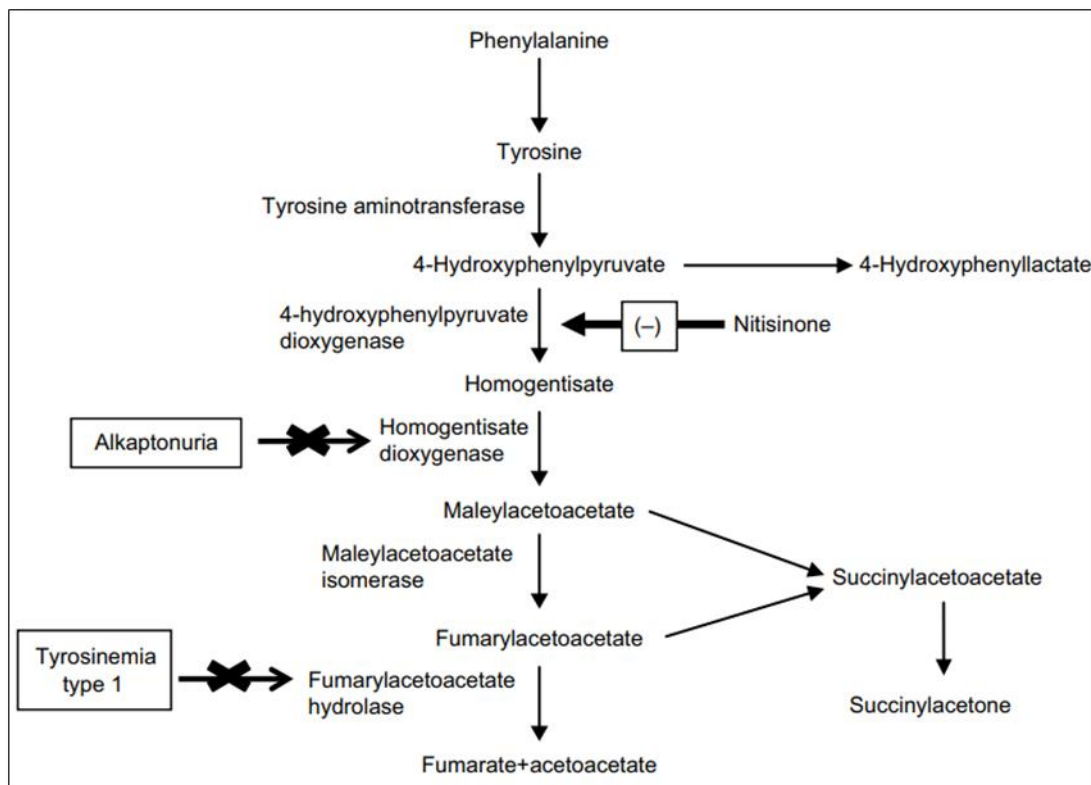 Phenylalanine
Tyrosine
Tyrosine aminotransferase
4-Hydroxyphenylpyruvate
4-Hydroxyphenyllactate
4-hydroxyphenylpyruvate
dioxygenase
(–)
Nitisinone
Homogentisate
Alkaptonuria
Homogentisate
dioxygenase
Maleylacetoacetate
Maleylacetoacetate
isomerase
Succinylacetoacetate
Fumarylacetoacetate
Tyrosinemia
type 1
Fumarylacetoacetate
hydrolase
Succinylacetone
Fumarate+acetoacetate